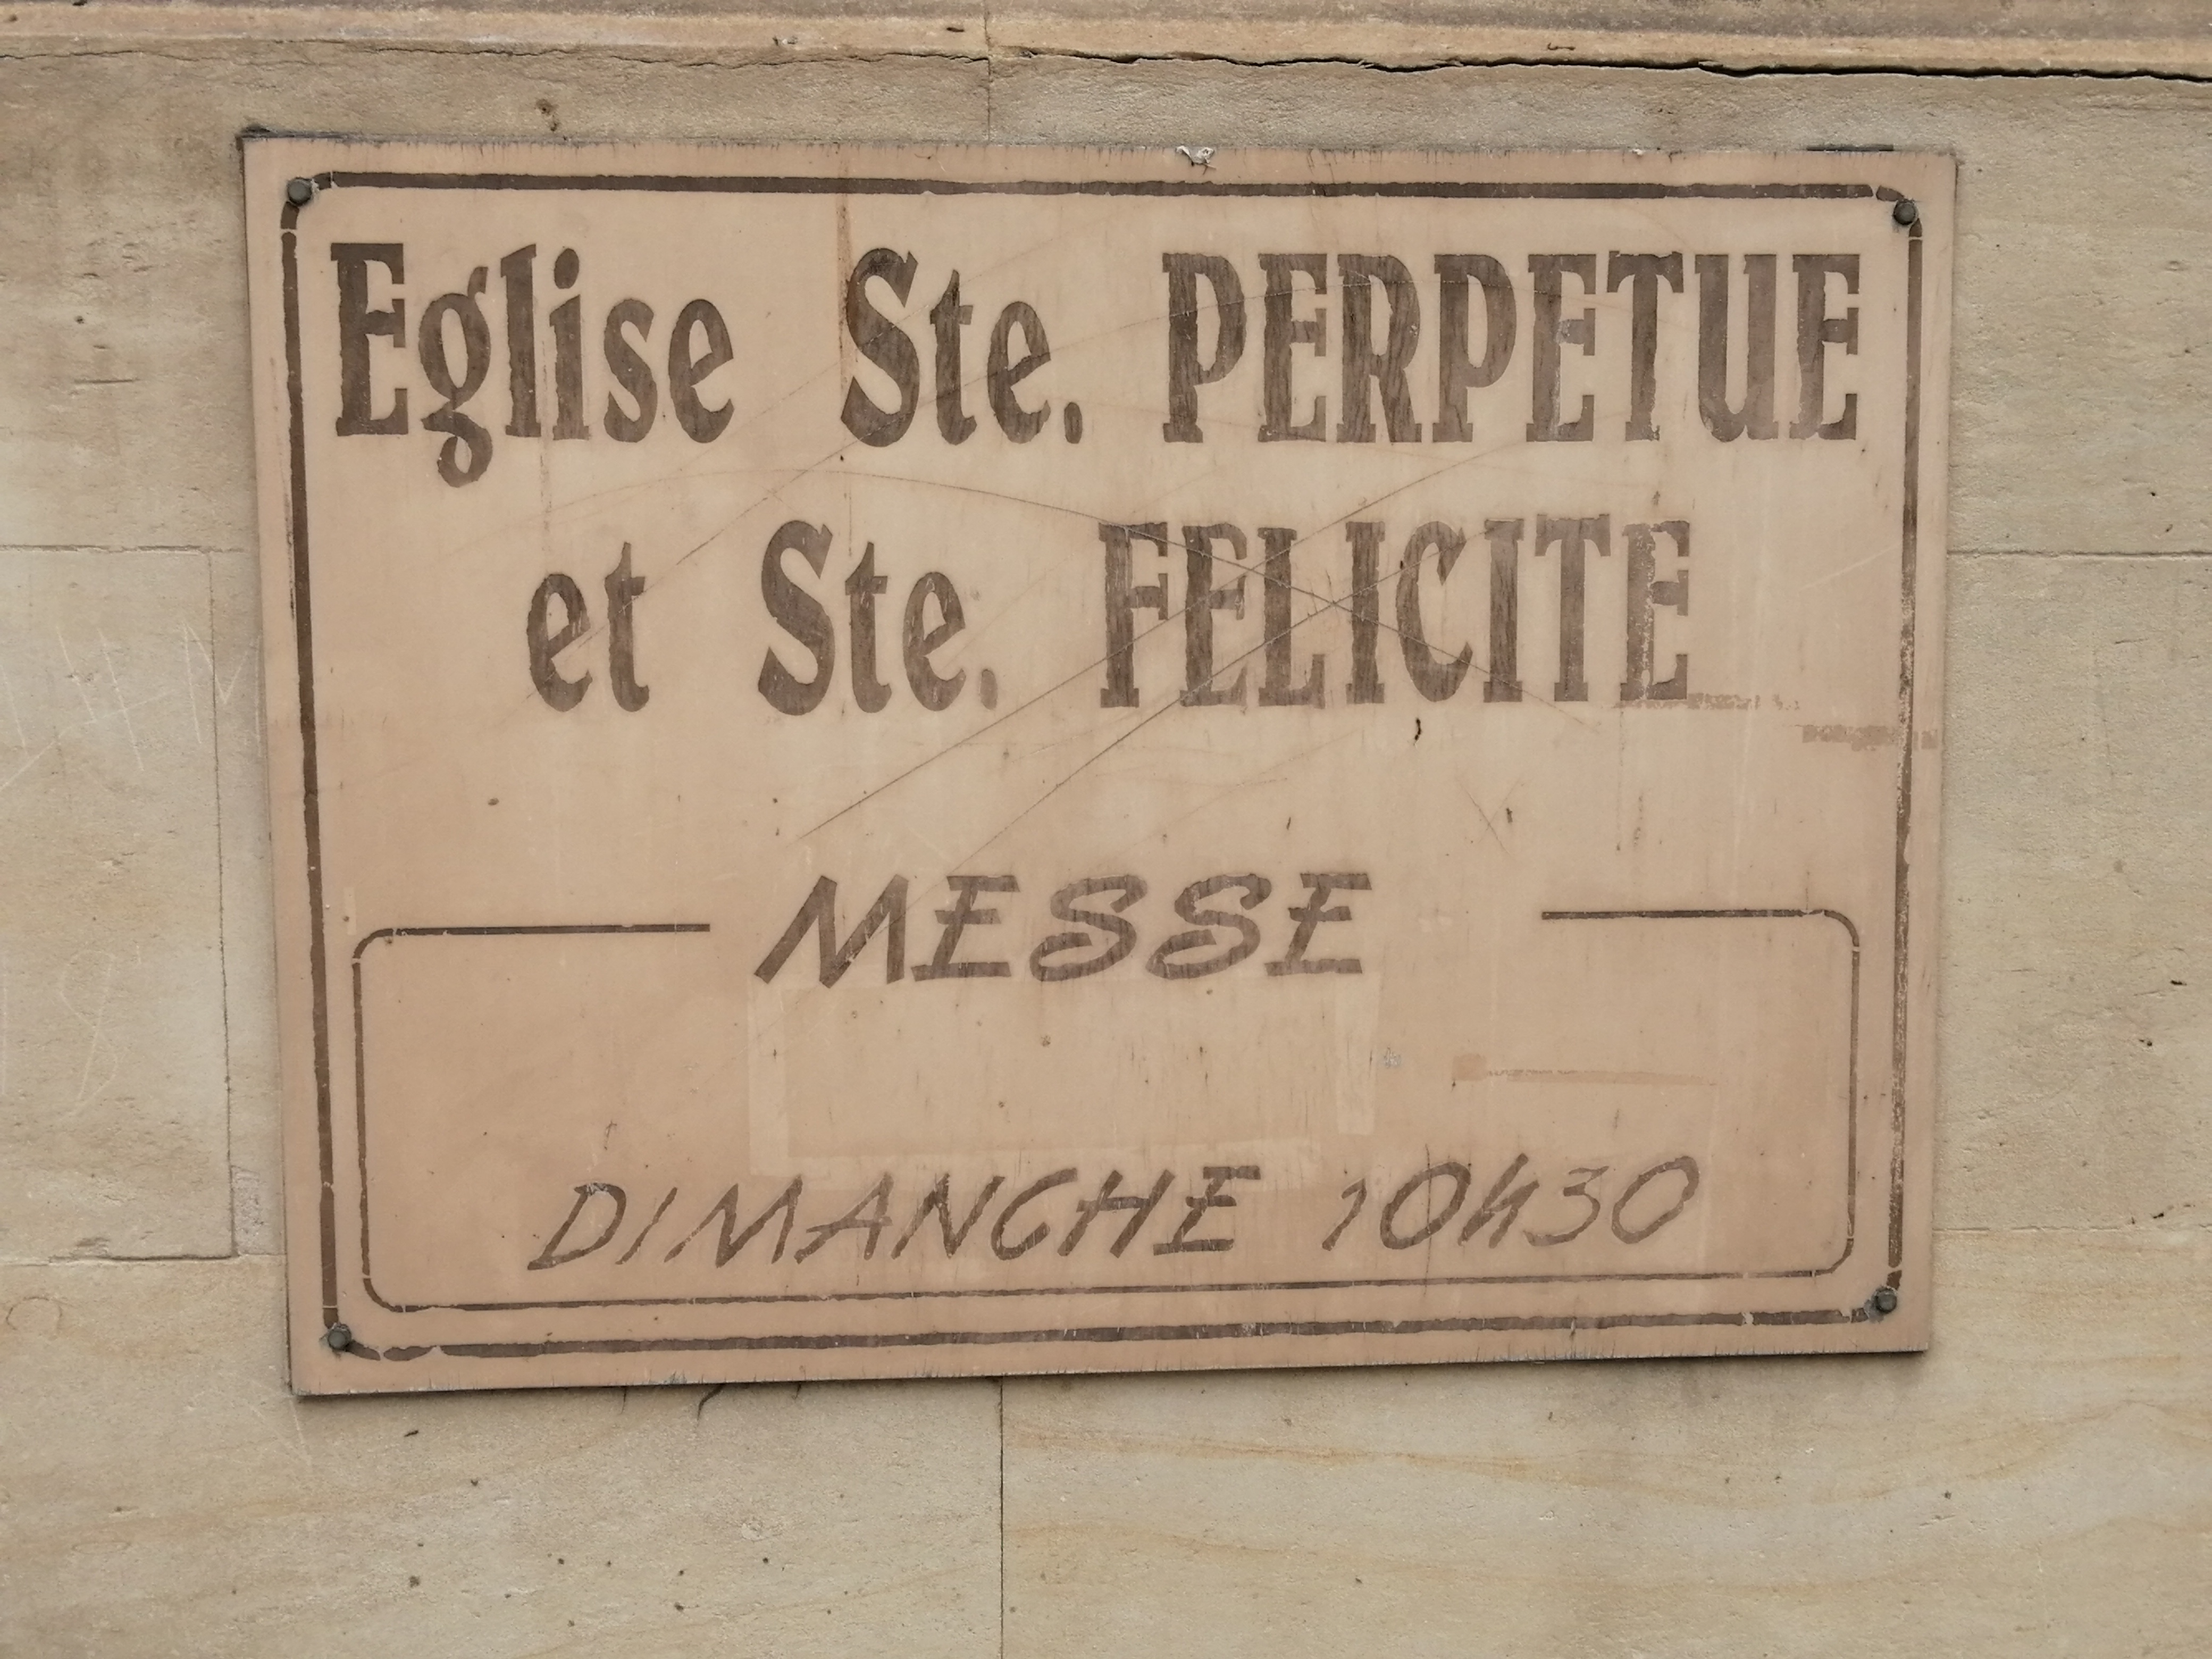 Eglise Ste. PERPETUE
et Ste. FELICITE
MESSE
DIMANCHE 10H30